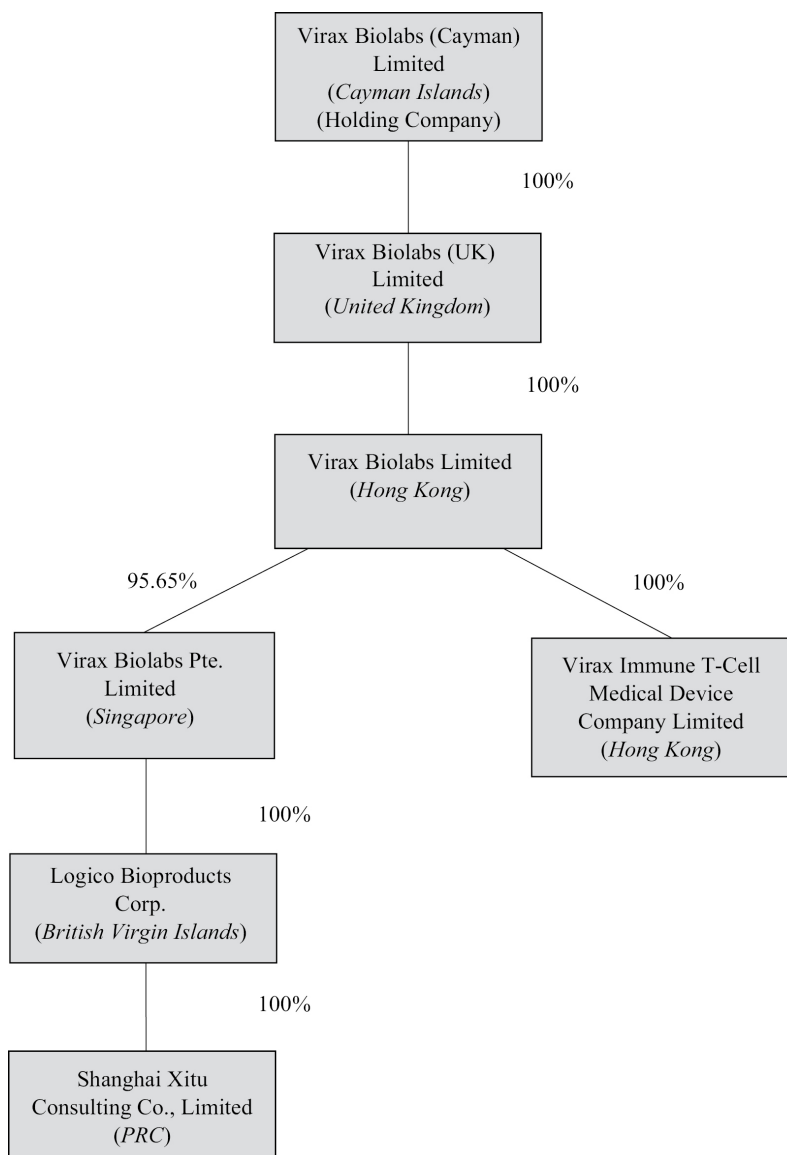 Virax Biolabs (Cayman)
Limited
(Cayman Islands)
(Holding Company)
100%
Virax Biolabs (UK)
Limited
(United Kingdom)
100%
Virax Biolabs Limited
(Hong Kong)
95.65%
100%
Virax Biolabs Pte.
Limited
(Singapore)
Virax Immune T-Cell
Medical Device
Company Limited
(Hong Kong)
100%
Logico Bioproducts
Corp.
(British Virgin Islands)
100%
Shanghai Xitu
Consulting Co., Limited
(PRC)